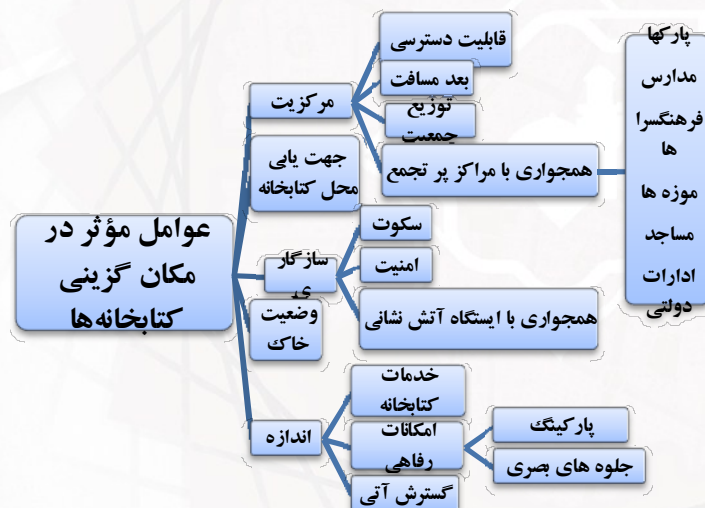 عوامل مؤثر در
مکان گزینی
کتابخانه‌ها
مرکزیت
قابلیت دسترسی
بعد مسافت
توزیع
جمعیت
همجواری با مراکز پر تجمع
پارکها
مدارس
فرهنگسرا
ها
موزه ها
مساجد
ادارات
دولتی
جهت یابی
محل کتابخانه
سازگار
ی
سکوت
امنیت
همجواری با ایستگاه آتش نشانی
وضعیت
خاک
اندازه
خدمات
کتابخانه
امکانات
رفاهی
پارکینگ
جلوه های بصری
گسترش آتی